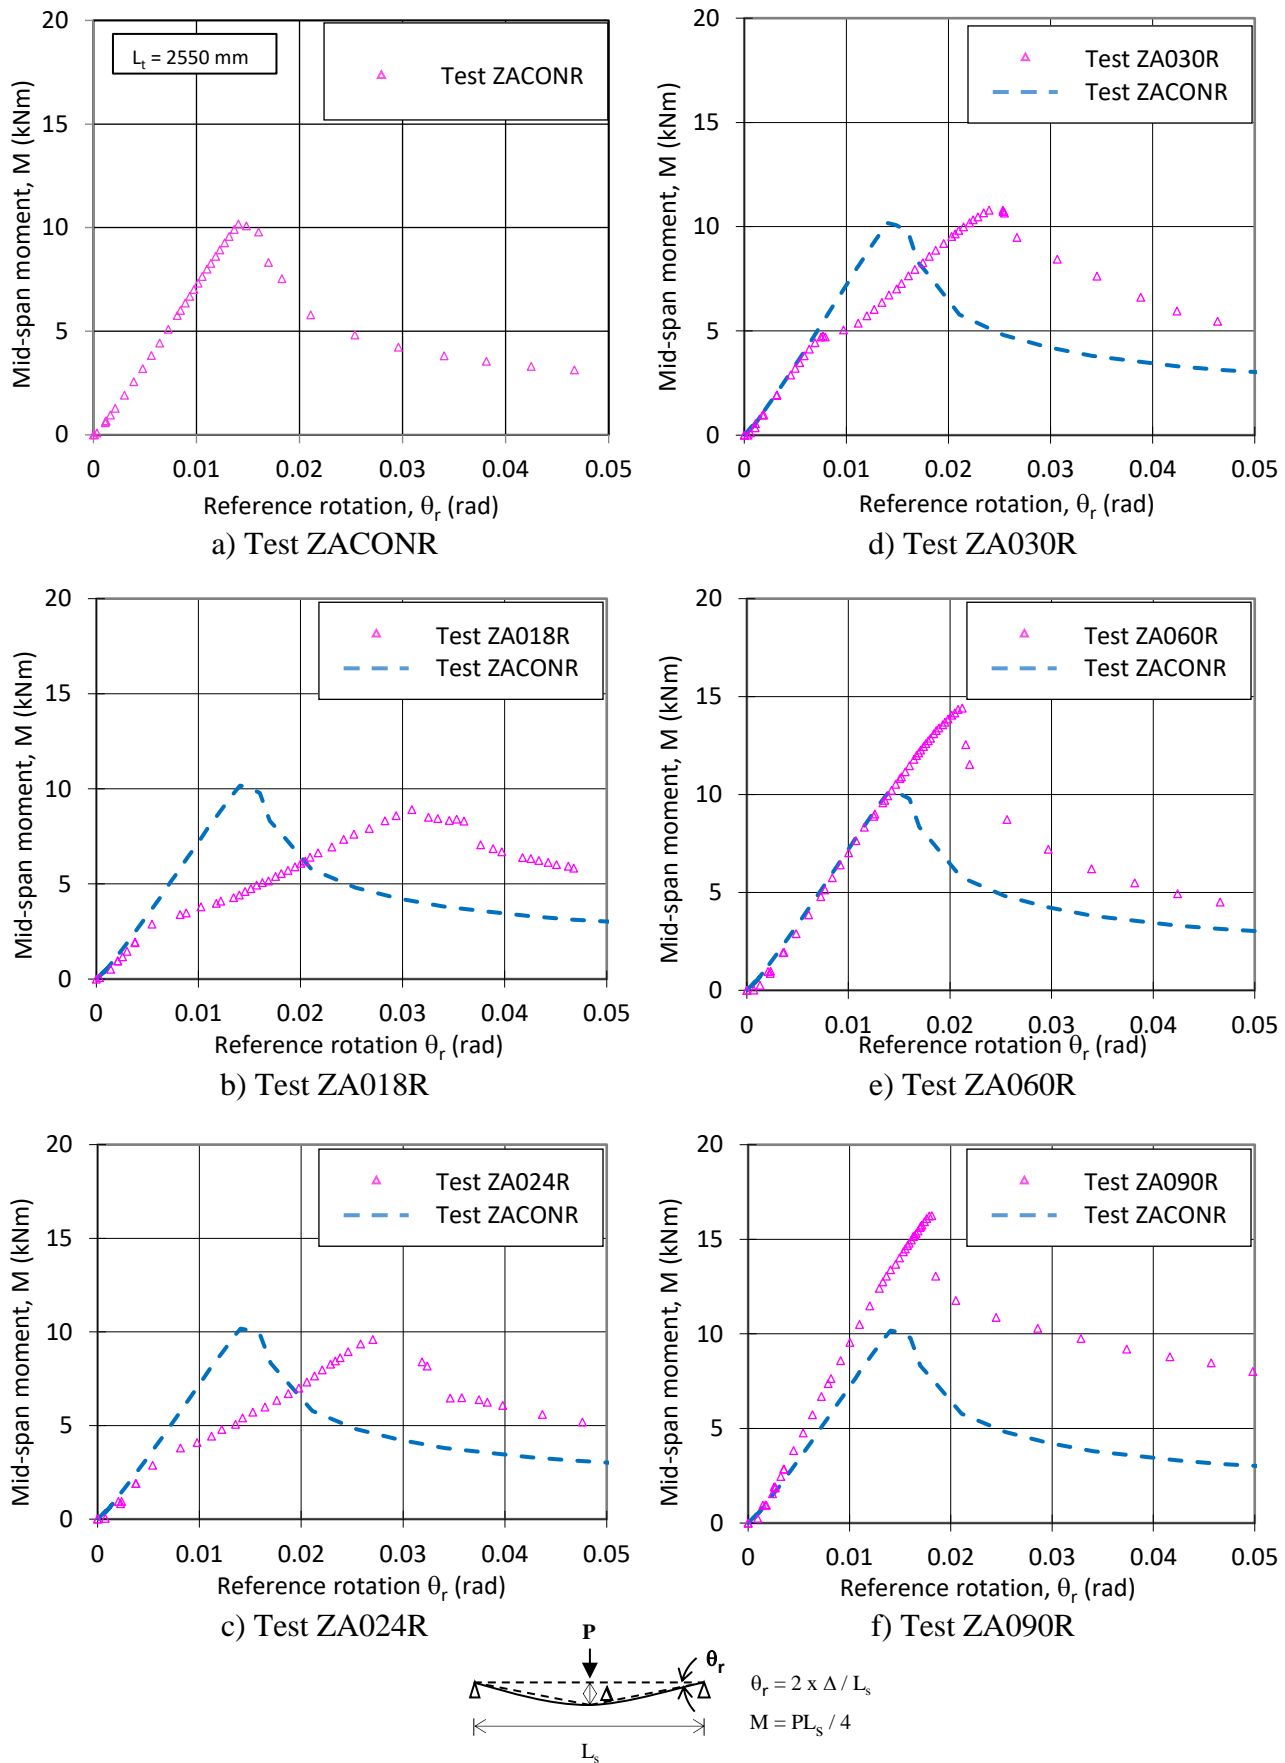 20
15
10
5
0
Mid-span moment, M (kNm)
L_t = 2550 mm
Test ZACONR
0 0.01 0.02 0.03 0.04 0.05
Reference rotation, θ_r (rad)
a) Test ZACONR
20
15
10
5
0
Mid-span moment, M (kNm)
Test ZA030R
Test ZACONR
0 0.01 0.02 0.03 0.04 0.05
Reference rotation, θ_r (rad)
d) Test ZA030R
20
15
10
5
0
Mid-span moment, M (kNm)
Test ZA018R
Test ZACONR
0 0.01 0.02 0.03 0.04 0.05
Reference rotation θ_r (rad)
b) Test ZA018R
20
15
10
5
0
Mid-span moment, M (kNm)
Test ZA060R
Test ZACONR
0 0.01 0.02 0.03 0.04 0.05
Reference rotation θ_r (rad)
e) Test ZA060R
20
15
10
5
0
Mid-span moment, M (kNm)
Test ZA024R
Test ZACONR
0 0.01 0.02 0.03 0.04 0.05
Reference rotation θ_r (rad)
c) Test ZA024R
20
15
10
5
0
Mid-span moment, M (kNm)
Test ZA090R
Test ZACONR
0 0.01 0.02 0.03 0.04 0.05
Reference rotation, θ_r (rad)
f) Test ZA090R
P
θ_r
Δ
L_s
θ_r = 2 x Δ / L_s
M = PL_s / 4